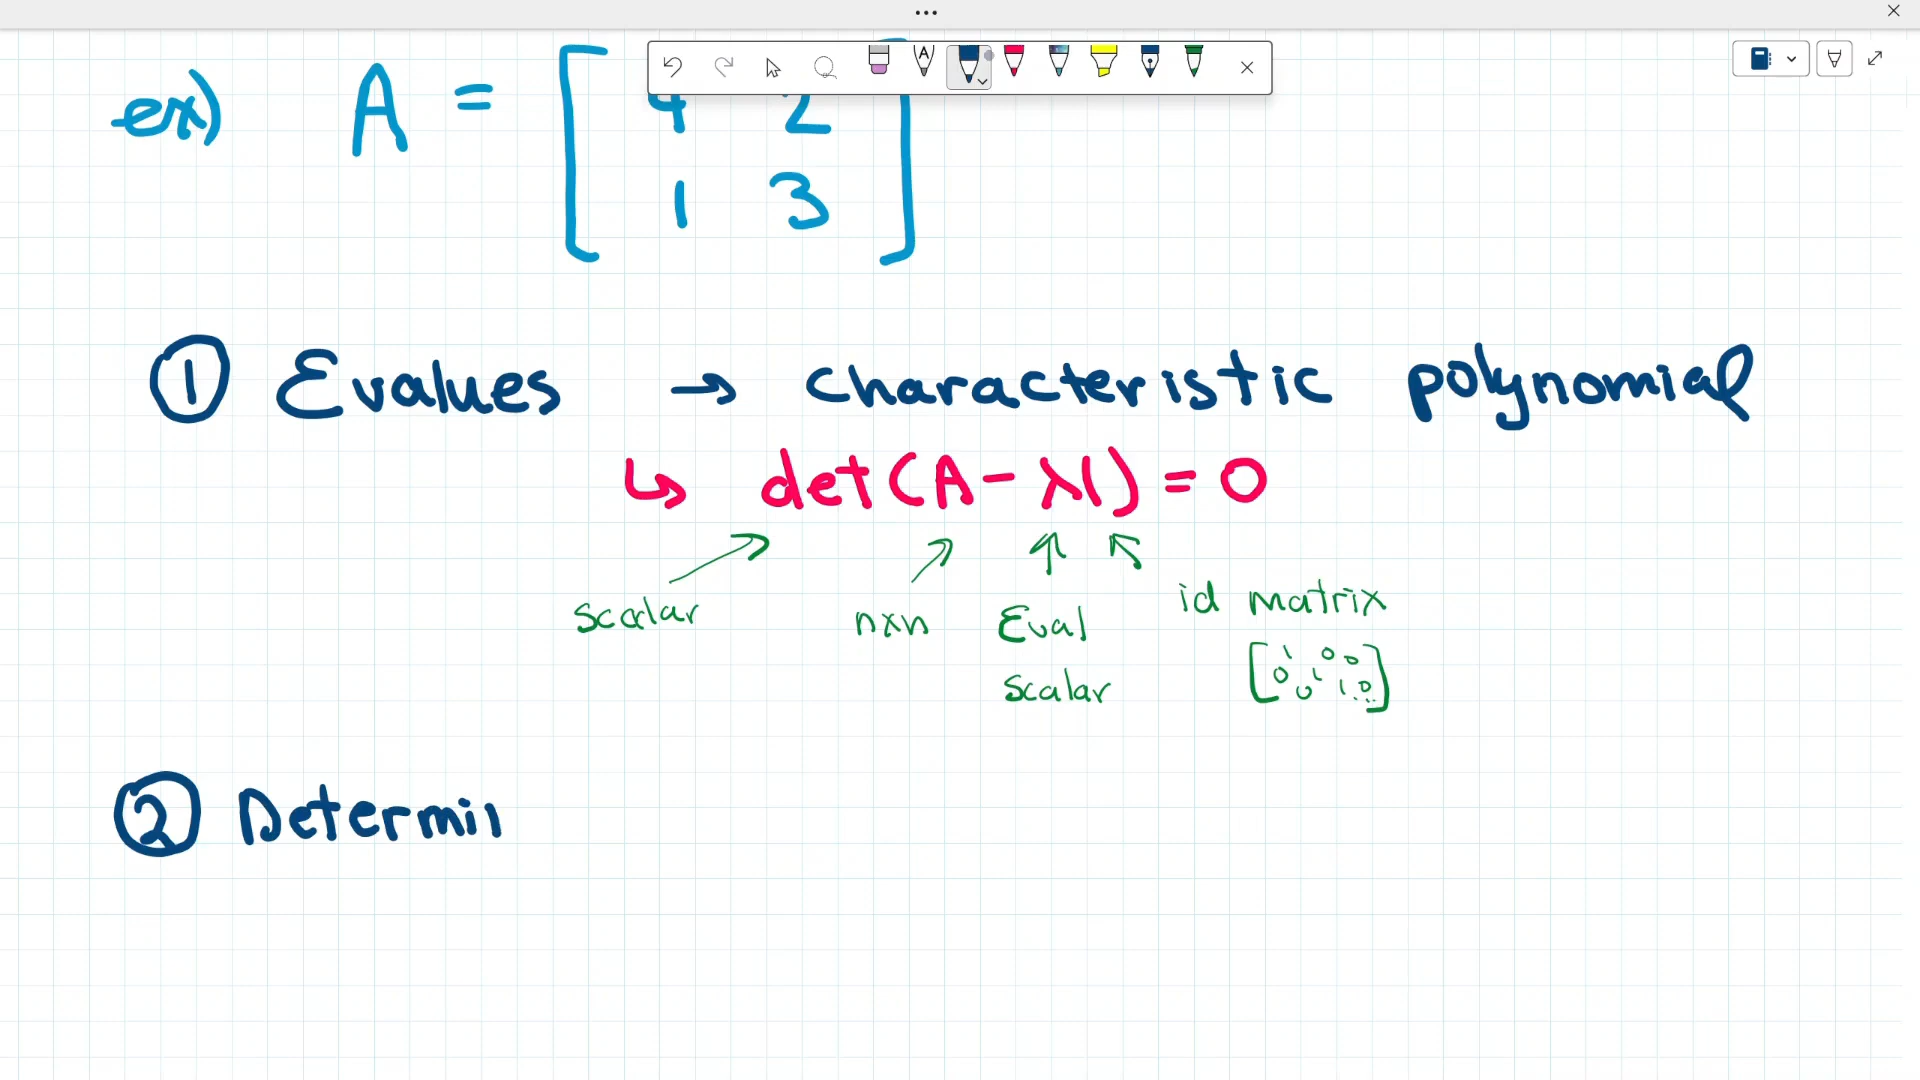 ex) A = [ 4 2
1 3 ]
① Evalues → characteristic polynomial
↳ det(A - λI) = 0
scalar nxn Eval id matrix
scalar
② Determin